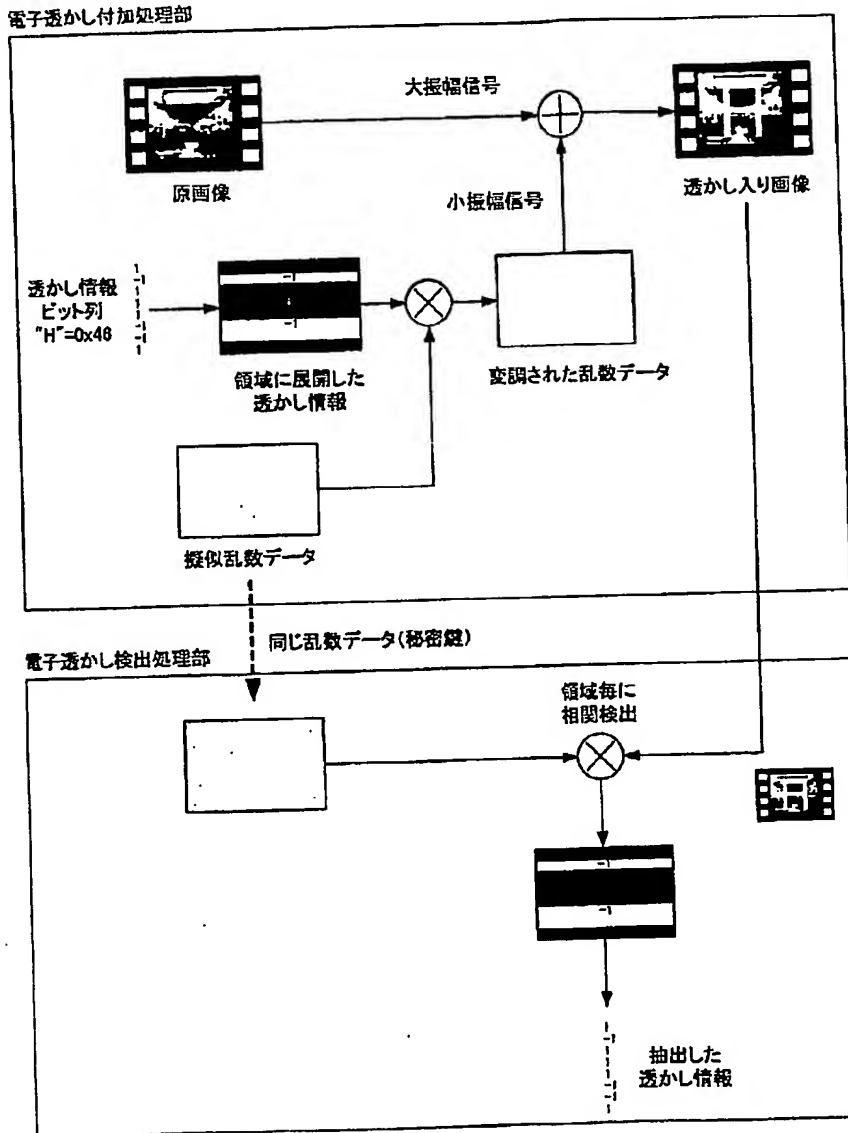 電子透かし付加処理部
大振幅信号
原画像
小振幅信号
透かし入り画像
透かし情報
ビット列
"H"=0x46
-1
-1
領域に展開した
透かし情報
変調された乱数データ
擬似乱数データ
同じ乱数データ(秘密鍵)
電子透かし検出処理部
領域毎に
相関検出
-1
-1
抽出した
透かし情報